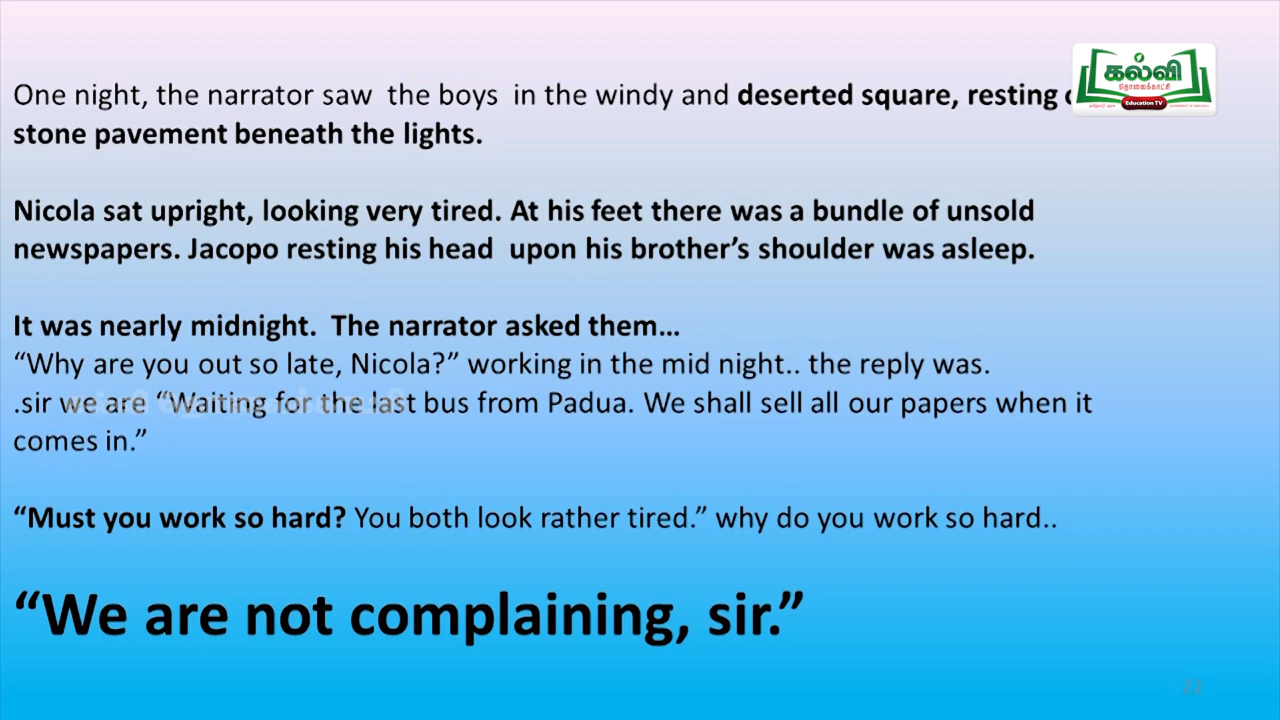 கல்வி
தொலைக்காட்சி
Education TV
One night, the narrator saw the boys in the windy and deserted square, resting
stone pavement beneath the lights.
Nicola sat upright, looking very tired. At his feet there was a bundle of unsold
newspapers. Jacopo resting his head upon his brother’s shoulder was asleep.
It was nearly midnight. The narrator asked them…
“Why are you out so late, Nicola?” working in the mid night.. the reply was.
.sir we are “Waiting for the last bus from Padua. We shall sell all our papers when it
comes in.”
“Must you work so hard? You both look rather tired.” why do you work so hard..
“We are not complaining, sir.”
22